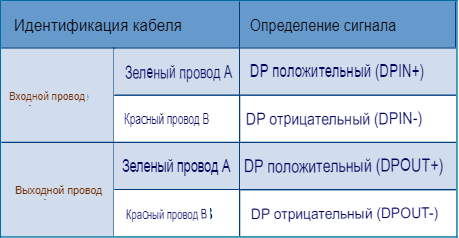 Идентификация кабеля Определение сигнала
Входной провод
Зеленый провод А DP положительный (DPIN+)
Красный провод В DP отрицательный (DPIN-)
Выходной провод
Зеленый провод А DP положительный (DPOUT+)
Красный провод В DP отрицательный (DPOUT-)